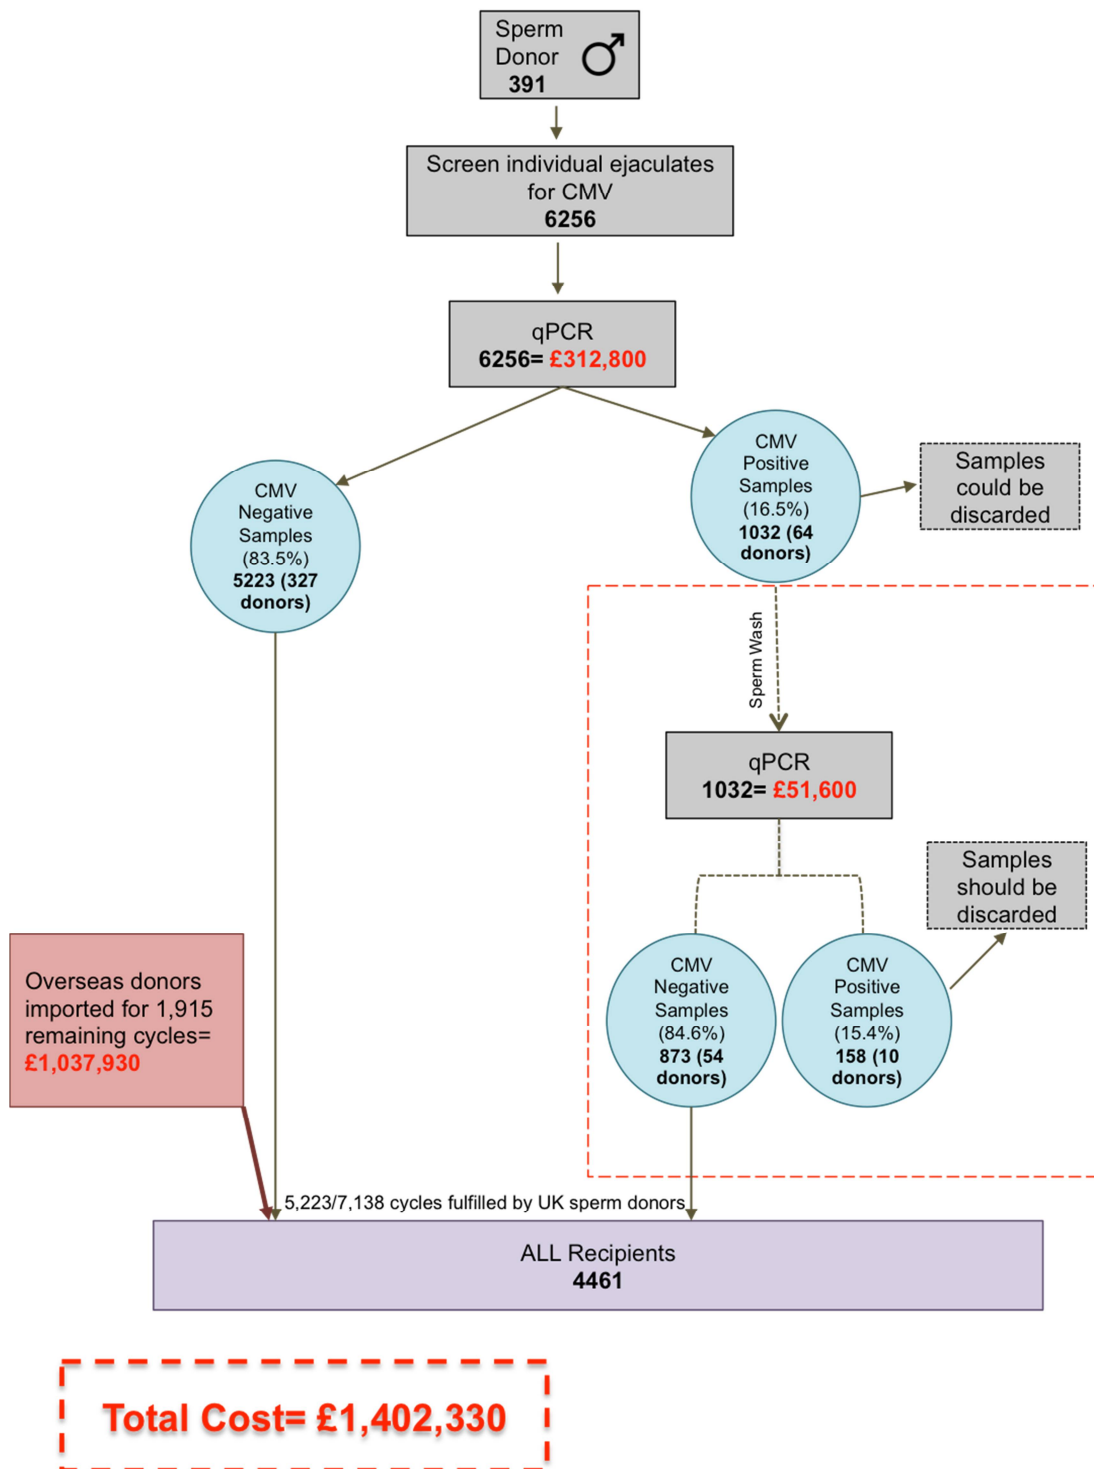 Sperm
Donor
391
Screen individual ejaculates
for CMV
6256
qPCR
6256= £312,800
CMV
Negative
Samples
(83.5%)
5223 (327
donors)
CMV
Positive
Samples
(16.5%)
1032 (64
donors)
Samples
could be
discarded
Sperm Wash
qPCR
1032= £51,600
Samples
should be
discarded
CMV
Negative
Samples
(84.6%)
873 (54
donors)
CMV
Positive
Samples
(15.4%)
158 (10
donors)
Overseas donors
imported for 1,915
remaining cycles=
£1,037,930
5,223/7,138 cycles fulfilled by UK sperm donors
ALL Recipients
4461
Total Cost= £1,402,330